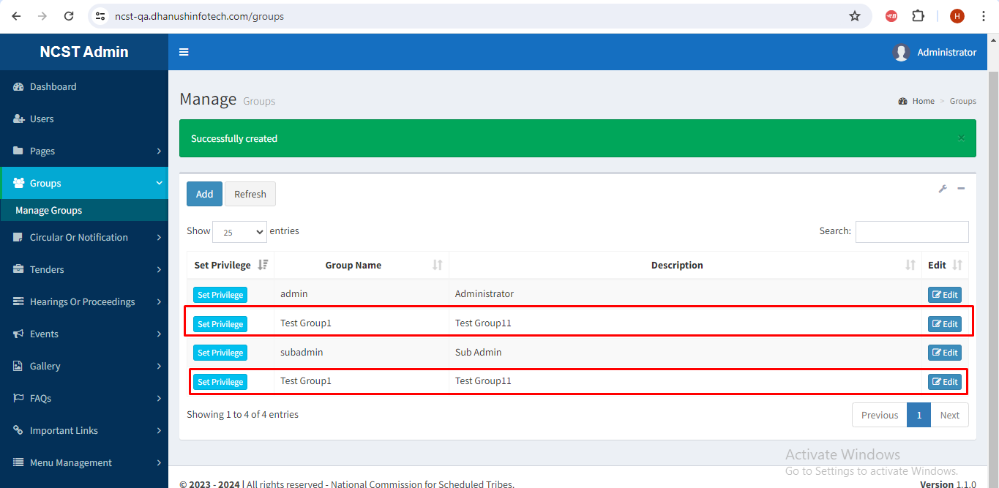 ncst-qa.dhanushinfotech.com/groups
H
NCST Admin
Administrator
Dashboard
Users
Pages
Groups
Manage Groups
Circular Or Notification
Tenders
Hearings Or Proceedings
Events
Gallery
FAQs
Important Links
Menu Management
Manage Groups
Home > Groups
Successfully created ×
Add Refresh
Show 25 entries Search:
Set Privilege Group Name Description Edit
Set Privilege admin Administrator Edit
Set Privilege Test Group1 Test Group11 Edit
Set Privilege subadmin Sub Admin Edit
Set Privilege Test Group1 Test Group11 Edit
Showing 1 to 4 of 4 entries Previous 1 Next
Activate Windows
Go to Settings to activate Windows.
© 2023 - 2024 | All rights reserved - National Commission for Scheduled Tribes. Version 1.1.0